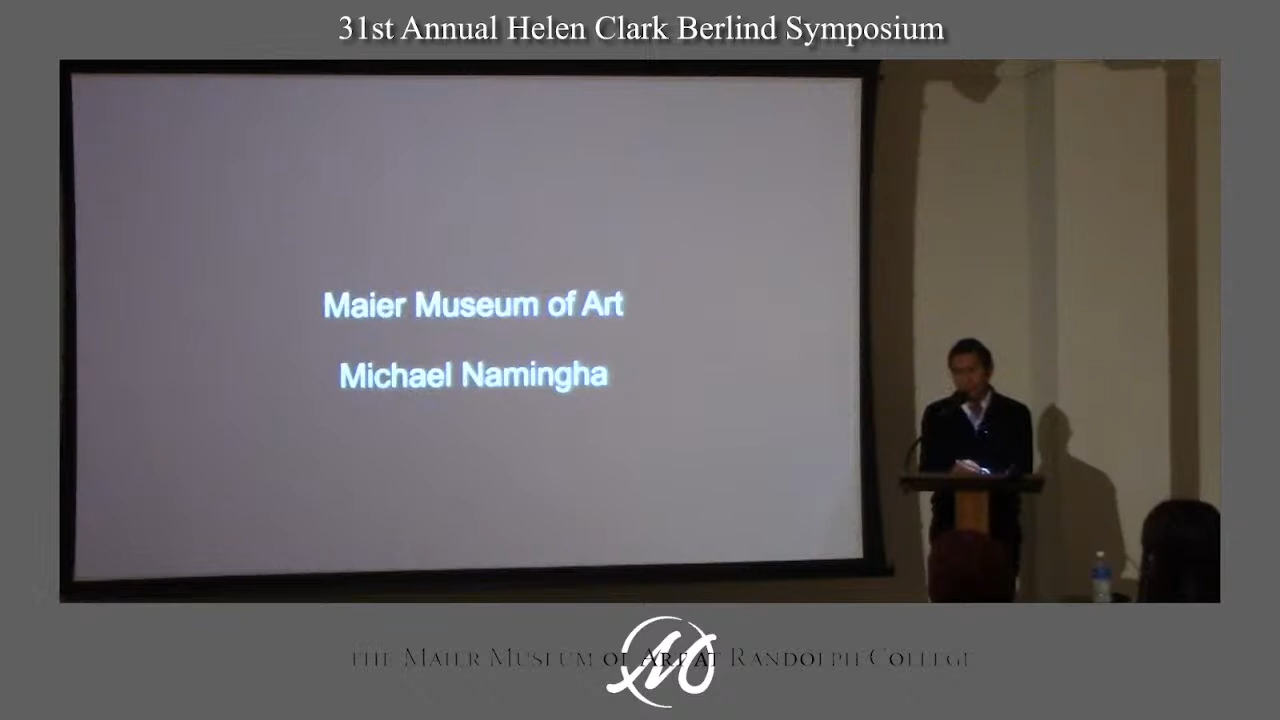 31st Annual Helen Clark Berlind Symposium
Maier Museum of Art
Michael Namingha
THE MAIER MUSEUM OF ART AT RANDOLPH COLLEGE